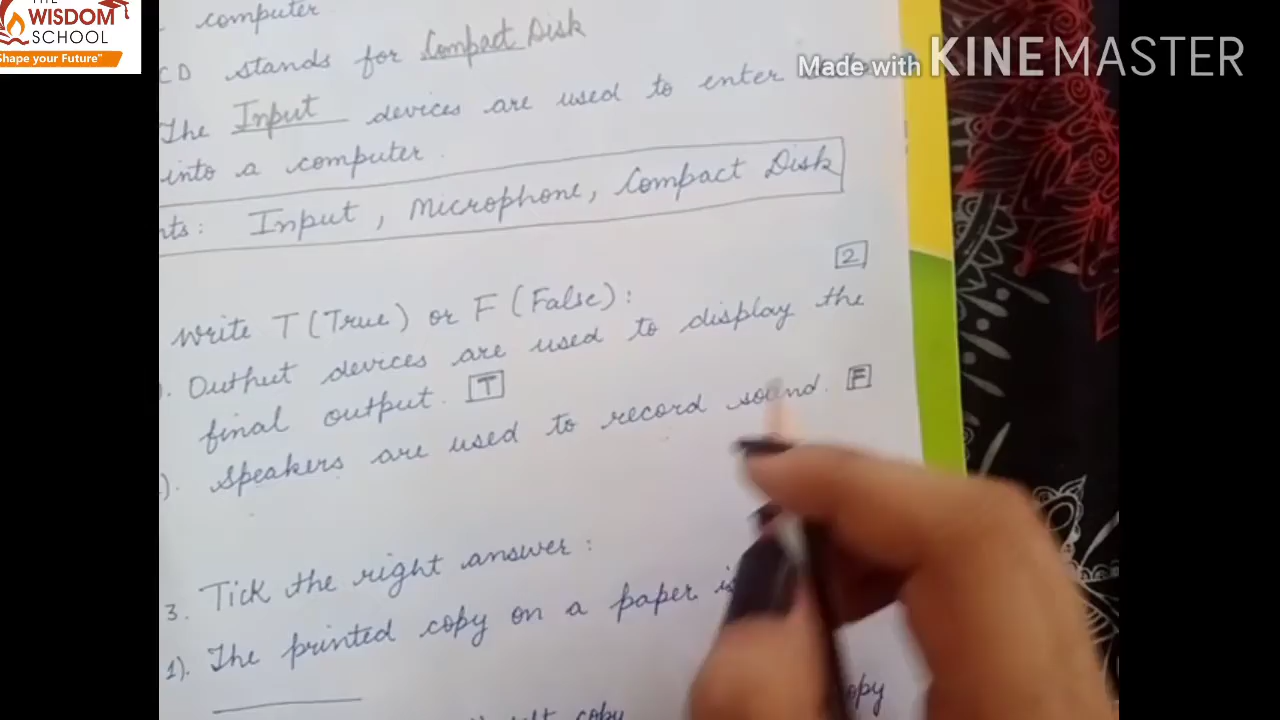 THE
WISDOM
SCHOOL
Shape your Future"
Made with KINEMASTER
computer
CD stands for Compact Disk
The Input devices are used to enter
into a computer.
nts: Input, Microphone, Compact Disk
2
Write T (True) or F (False):
). Outhut devices are used to display the
final output. T
). Speakers are used to record sound. F
3. Tick the right answer:
1). The printed copy on a paper is
copy